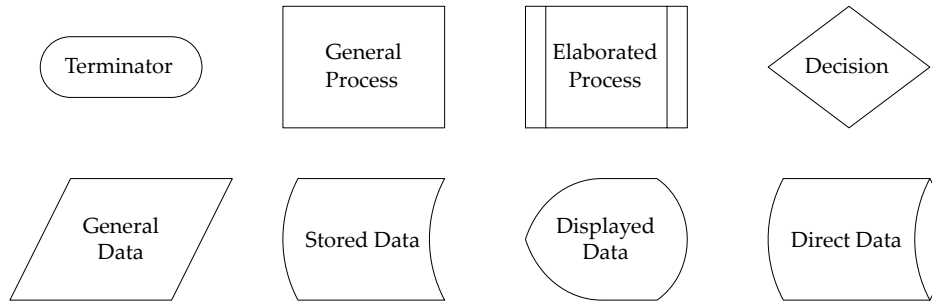 Terminator
General
Process
Elaborated
Process
Decision
General
Data
Stored Data
Displayed
Data
Direct Data